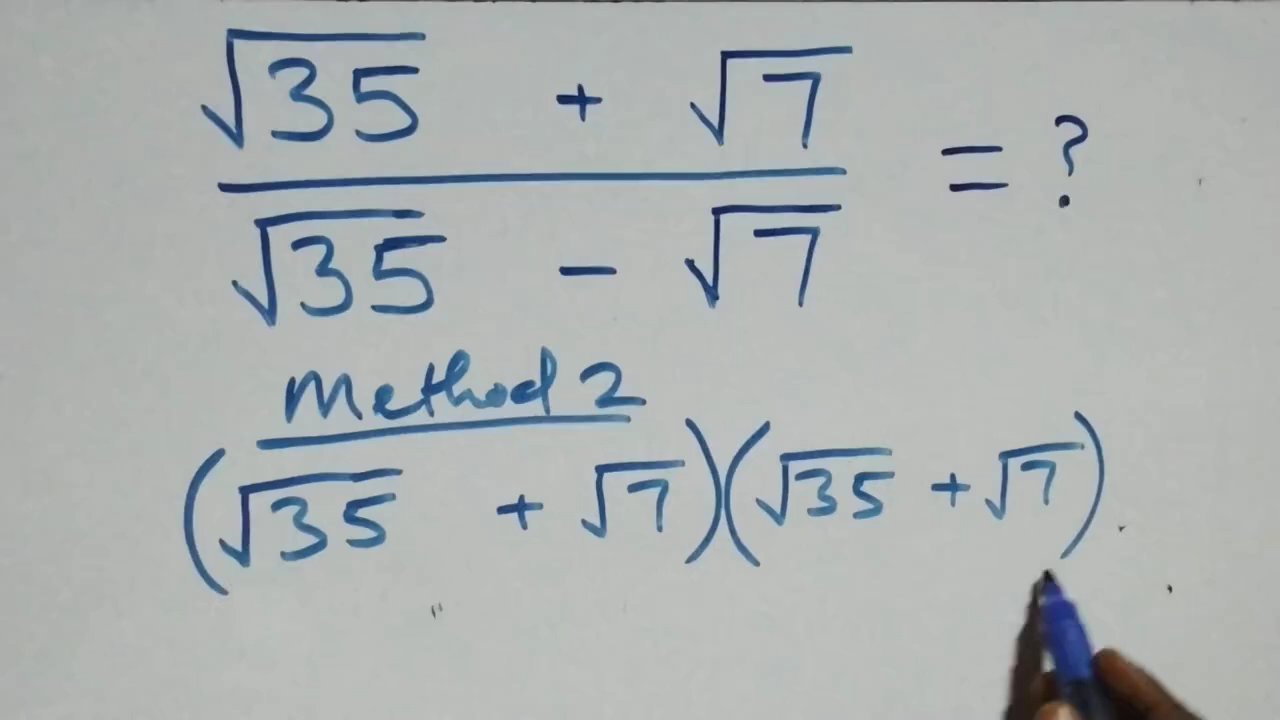 √35 + √7
√35 - √7
= ?
Method 2
(√35 + √7)(√35 + √7)